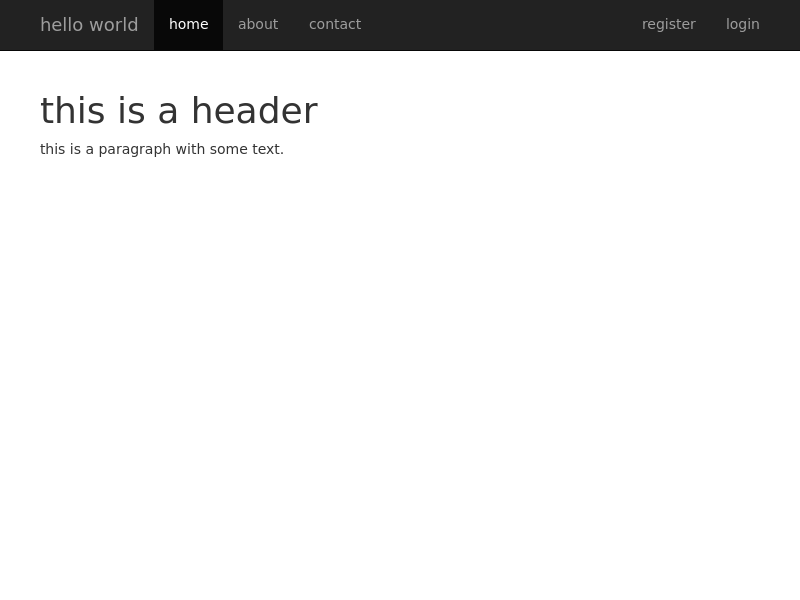 hello world home about contact register login
this is a header
this is a paragraph with some text.